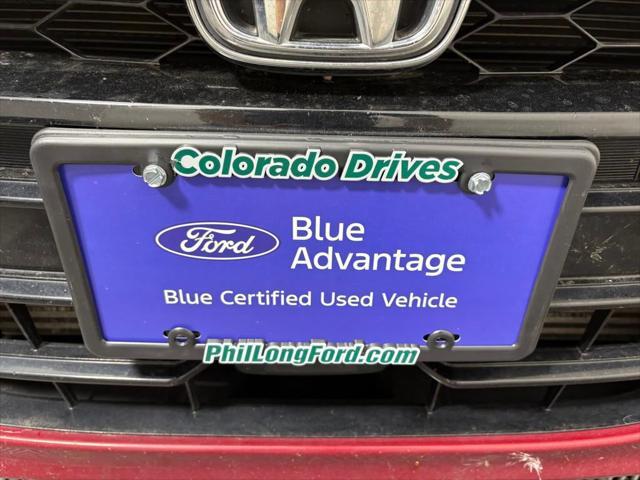 Colorado Drives
Ford
Blue
Advantage
Blue Certified Used Vehicle
PhilLongFord.com